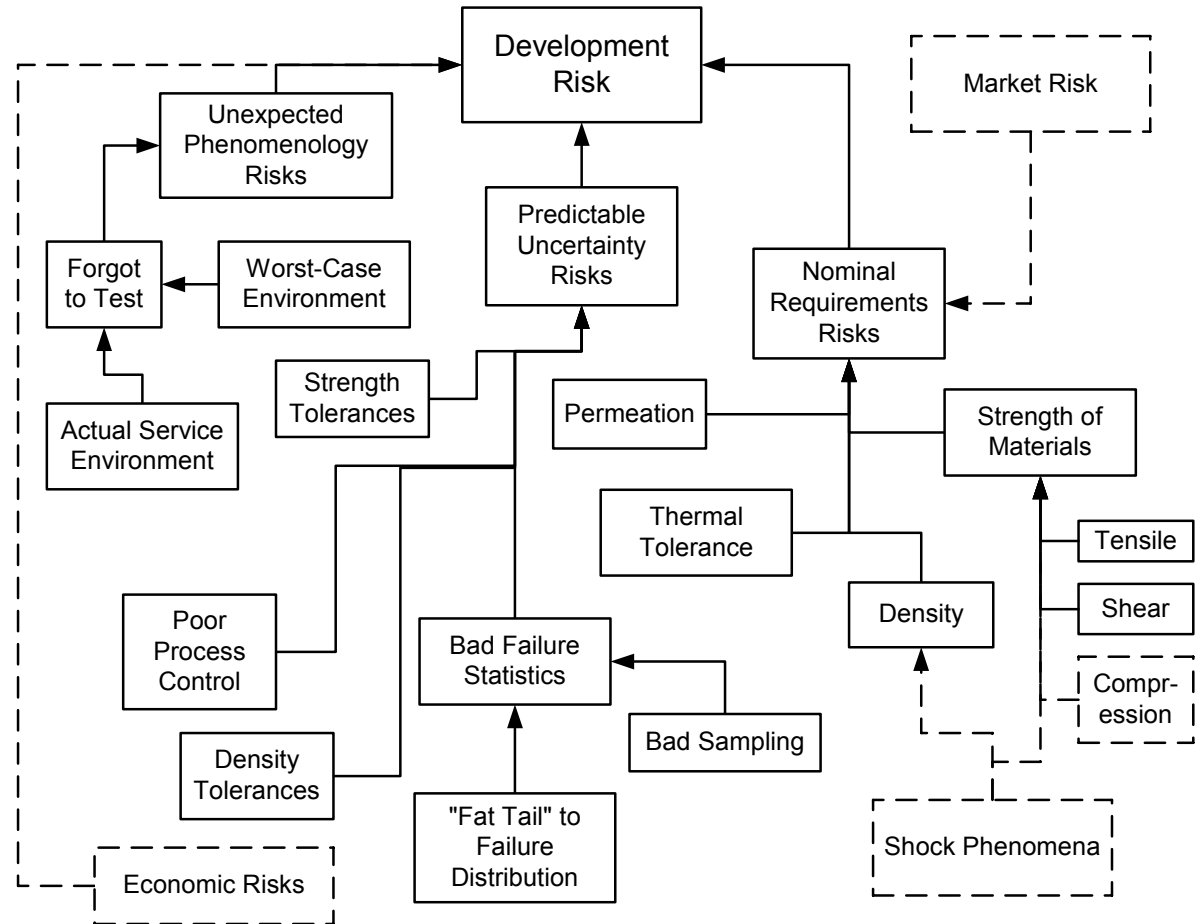 Development
Risk
Market Risk
Unexpected
Phenomenology
Risks
Predictable
Uncertainty
Risks
Forgot
to Test
Worst-Case
Environment
Nominal
Requirements
Risks
Strength
Tolerances
Permeation
Strength of
Materials
Actual Service
Environment
Thermal
Tolerance
Tensile
Density
Shear
Poor
Process
Control
Bad Failure
Statistics
Compr-
ession
Bad Sampling
Density
Tolerances
"Fat Tail" to
Failure
Distribution
Shock Phenomena
Economic Risks